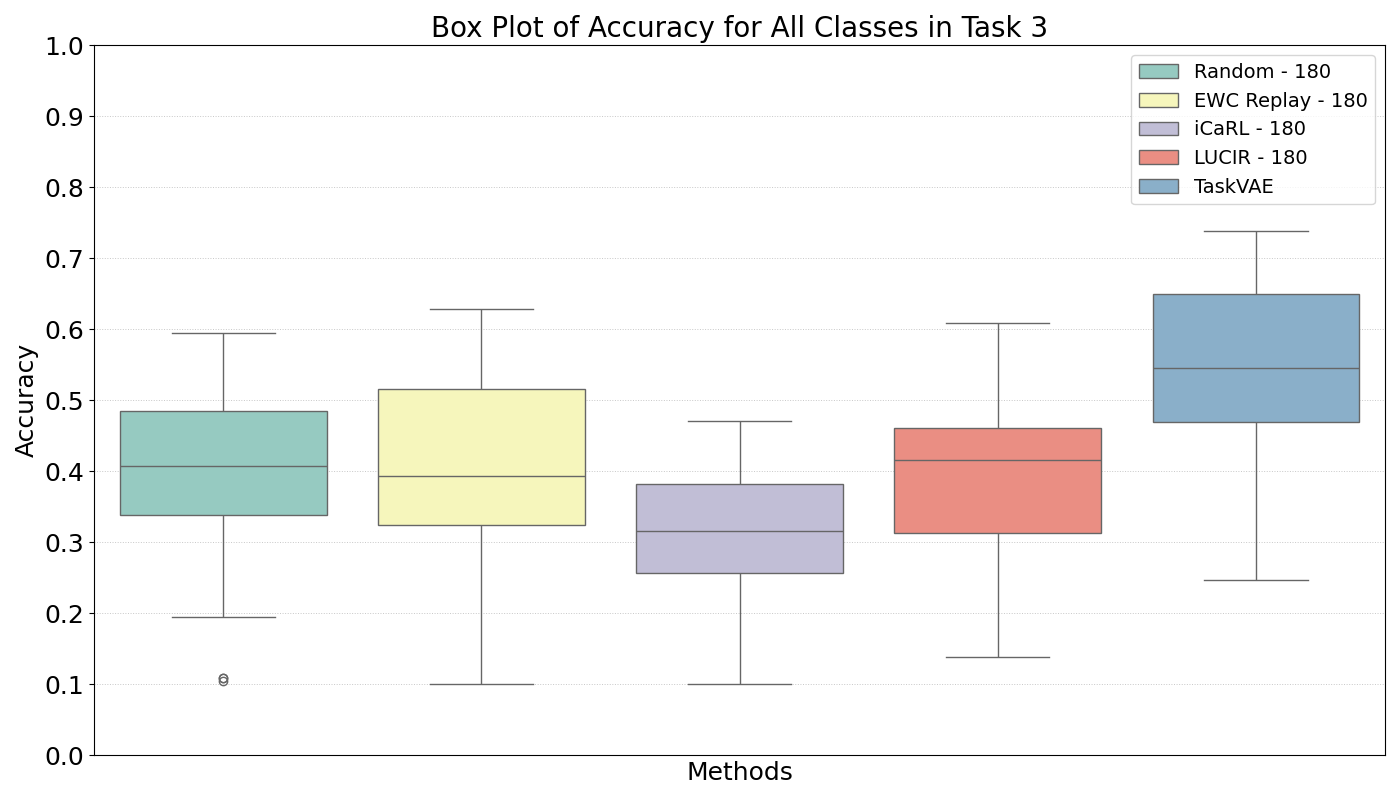 Box Plot of Accuracy for All Classes in Task 3
1.0
0.9
0.8
0.7
0.6
0.5
0.4
0.3
0.2
0.1
0.0
Accuracy
Methods
Random - 180
EWC Replay - 180
iCaRL - 180
LUCIR - 180
TaskVAE